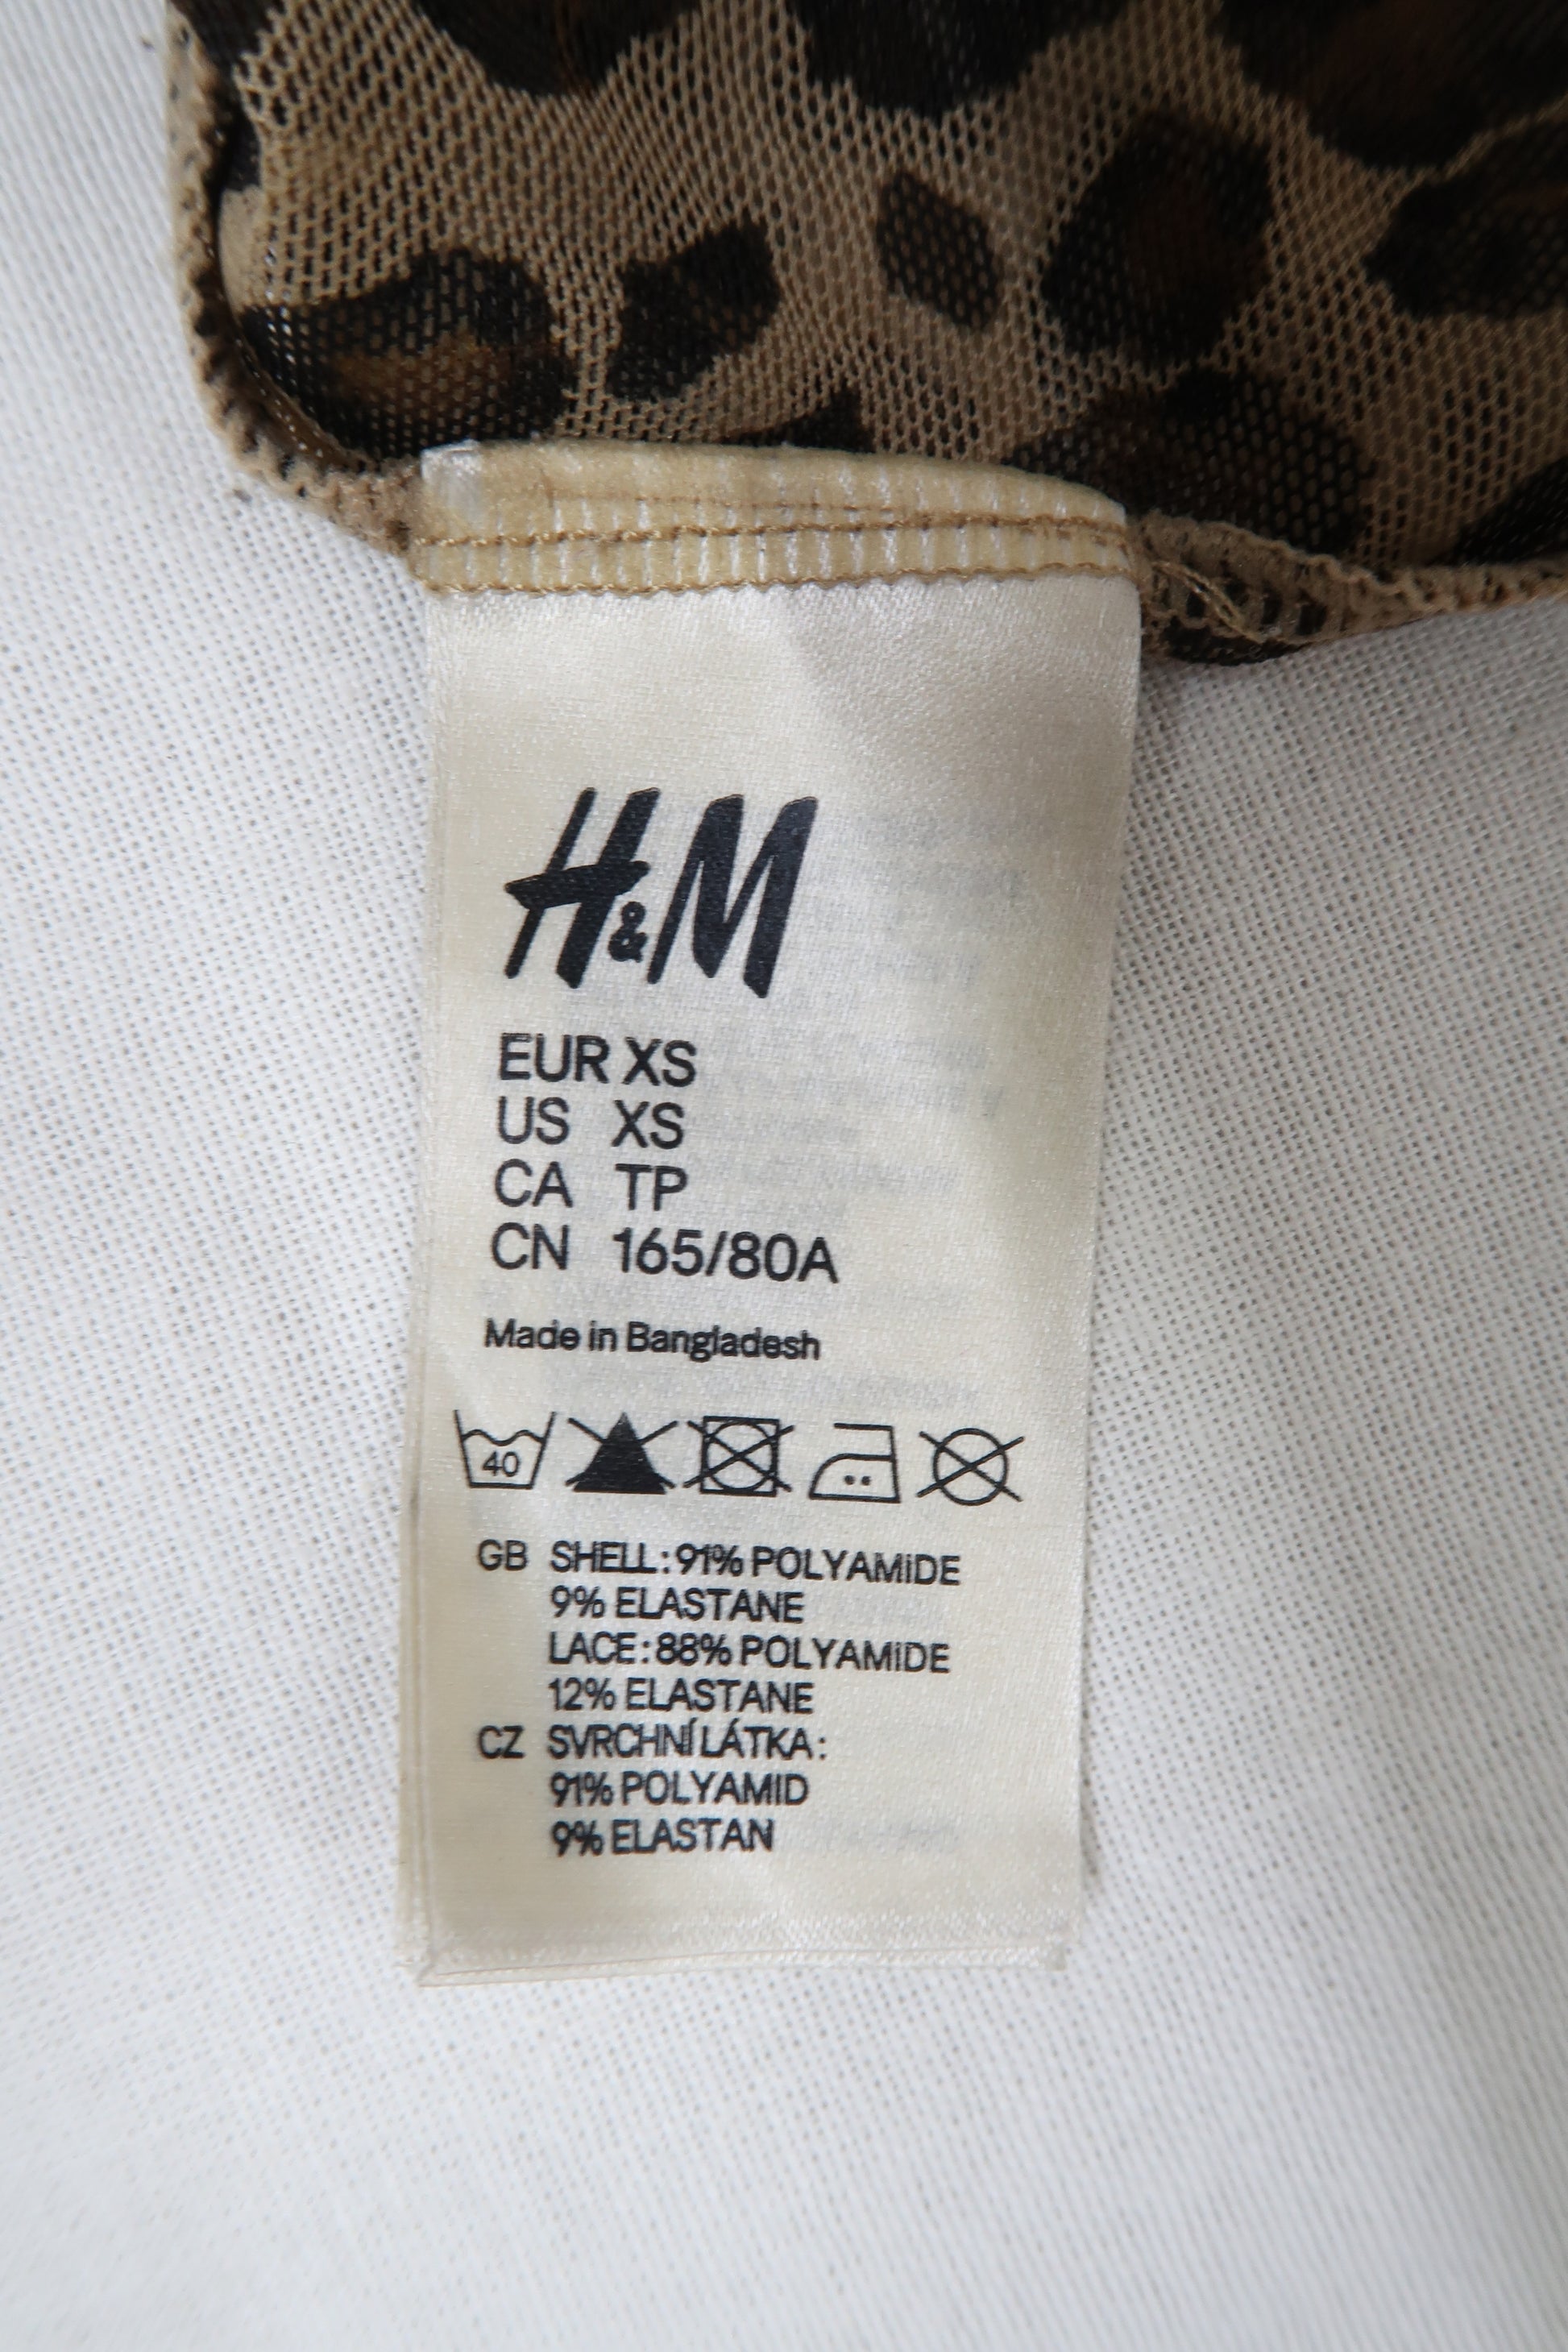 H&M
EUR XS
US XS
CA TP
CN 165/80A
Made in Bangladesh
40
GB SHELL: 91% POLYAMIDE
9% ELASTANE
LACE: 88% POLYAMIDE
12% ELASTANE
CZ SVRCHNÍ LÁTKA:
91% POLYAMID
9% ELASTAN